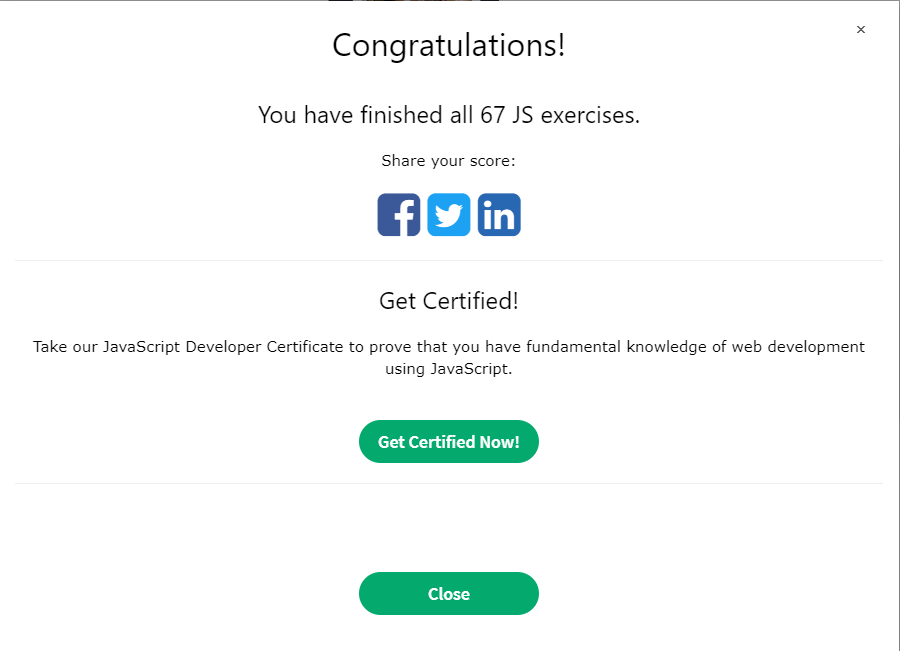 ×
Congratulations!
You have finished all 67 JS exercises.
Share your score:
f
in
Get Certified!
Take our JavaScript Developer Certificate to prove that you have fundamental knowledge of web development
using JavaScript.
Get Certified Now!
Close